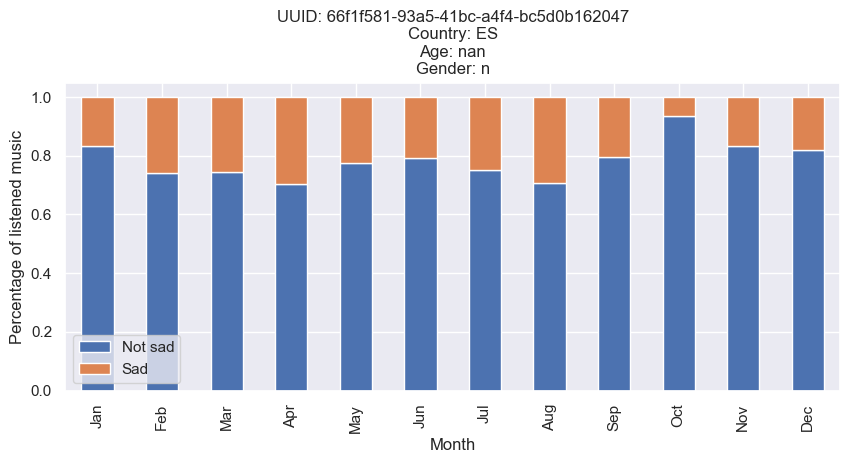 UUID: 66f1f581-93a5-41bc-a4f4-bc5d0b162047
Country: ES
Age: nan
Gender: n
Percentage of listened music
1.0
0.8
0.6
0.4
0.2
0.0
Not sad
Sad
Jan
Feb
Mar
Apr
May
Jun
Jul
Aug
Sep
Oct
Nov
Dec
Month